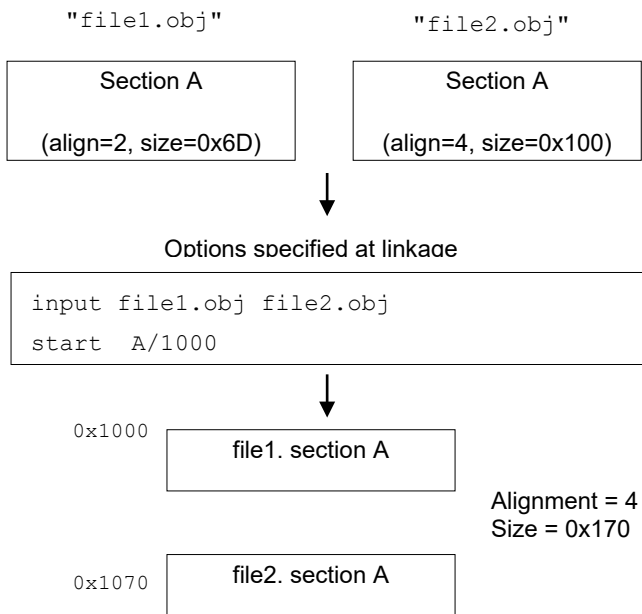 "file1.obj"
"file2.obj"
Section A
(align=2, size=0x6D)
Section A
(align=4, size=0x100)
Options specified at linkage
input file1.obj file2.obj
start A/1000
0x1000
file1. section A
Alignment = 4
Size = 0x170
0x1070
file2. section A